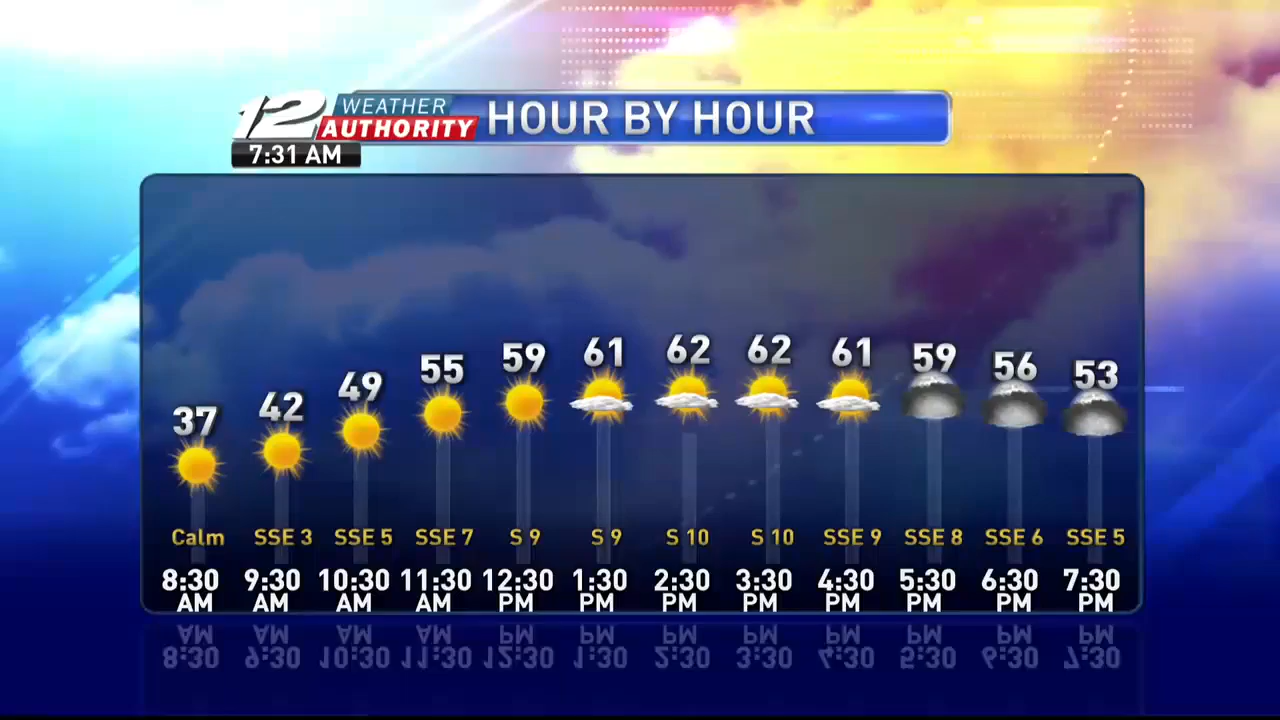 12 WEATHER AUTHORITY
HOUR BY HOUR
7:31 AM
37 42 49 55 59 61 62 62 61 59 56 53
Calm SSE 3 SSE 5 SSE 7 S 9 S 9 S 10 S 10 SSE 9 SSE 8 SSE 6 SSE 5
8:30 9:30 10:30 11:30 12:30 1:30 2:30 3:30 4:30 5:30 6:30 7:30
AM AM AM AM PM PM PM PM PM PM PM PM